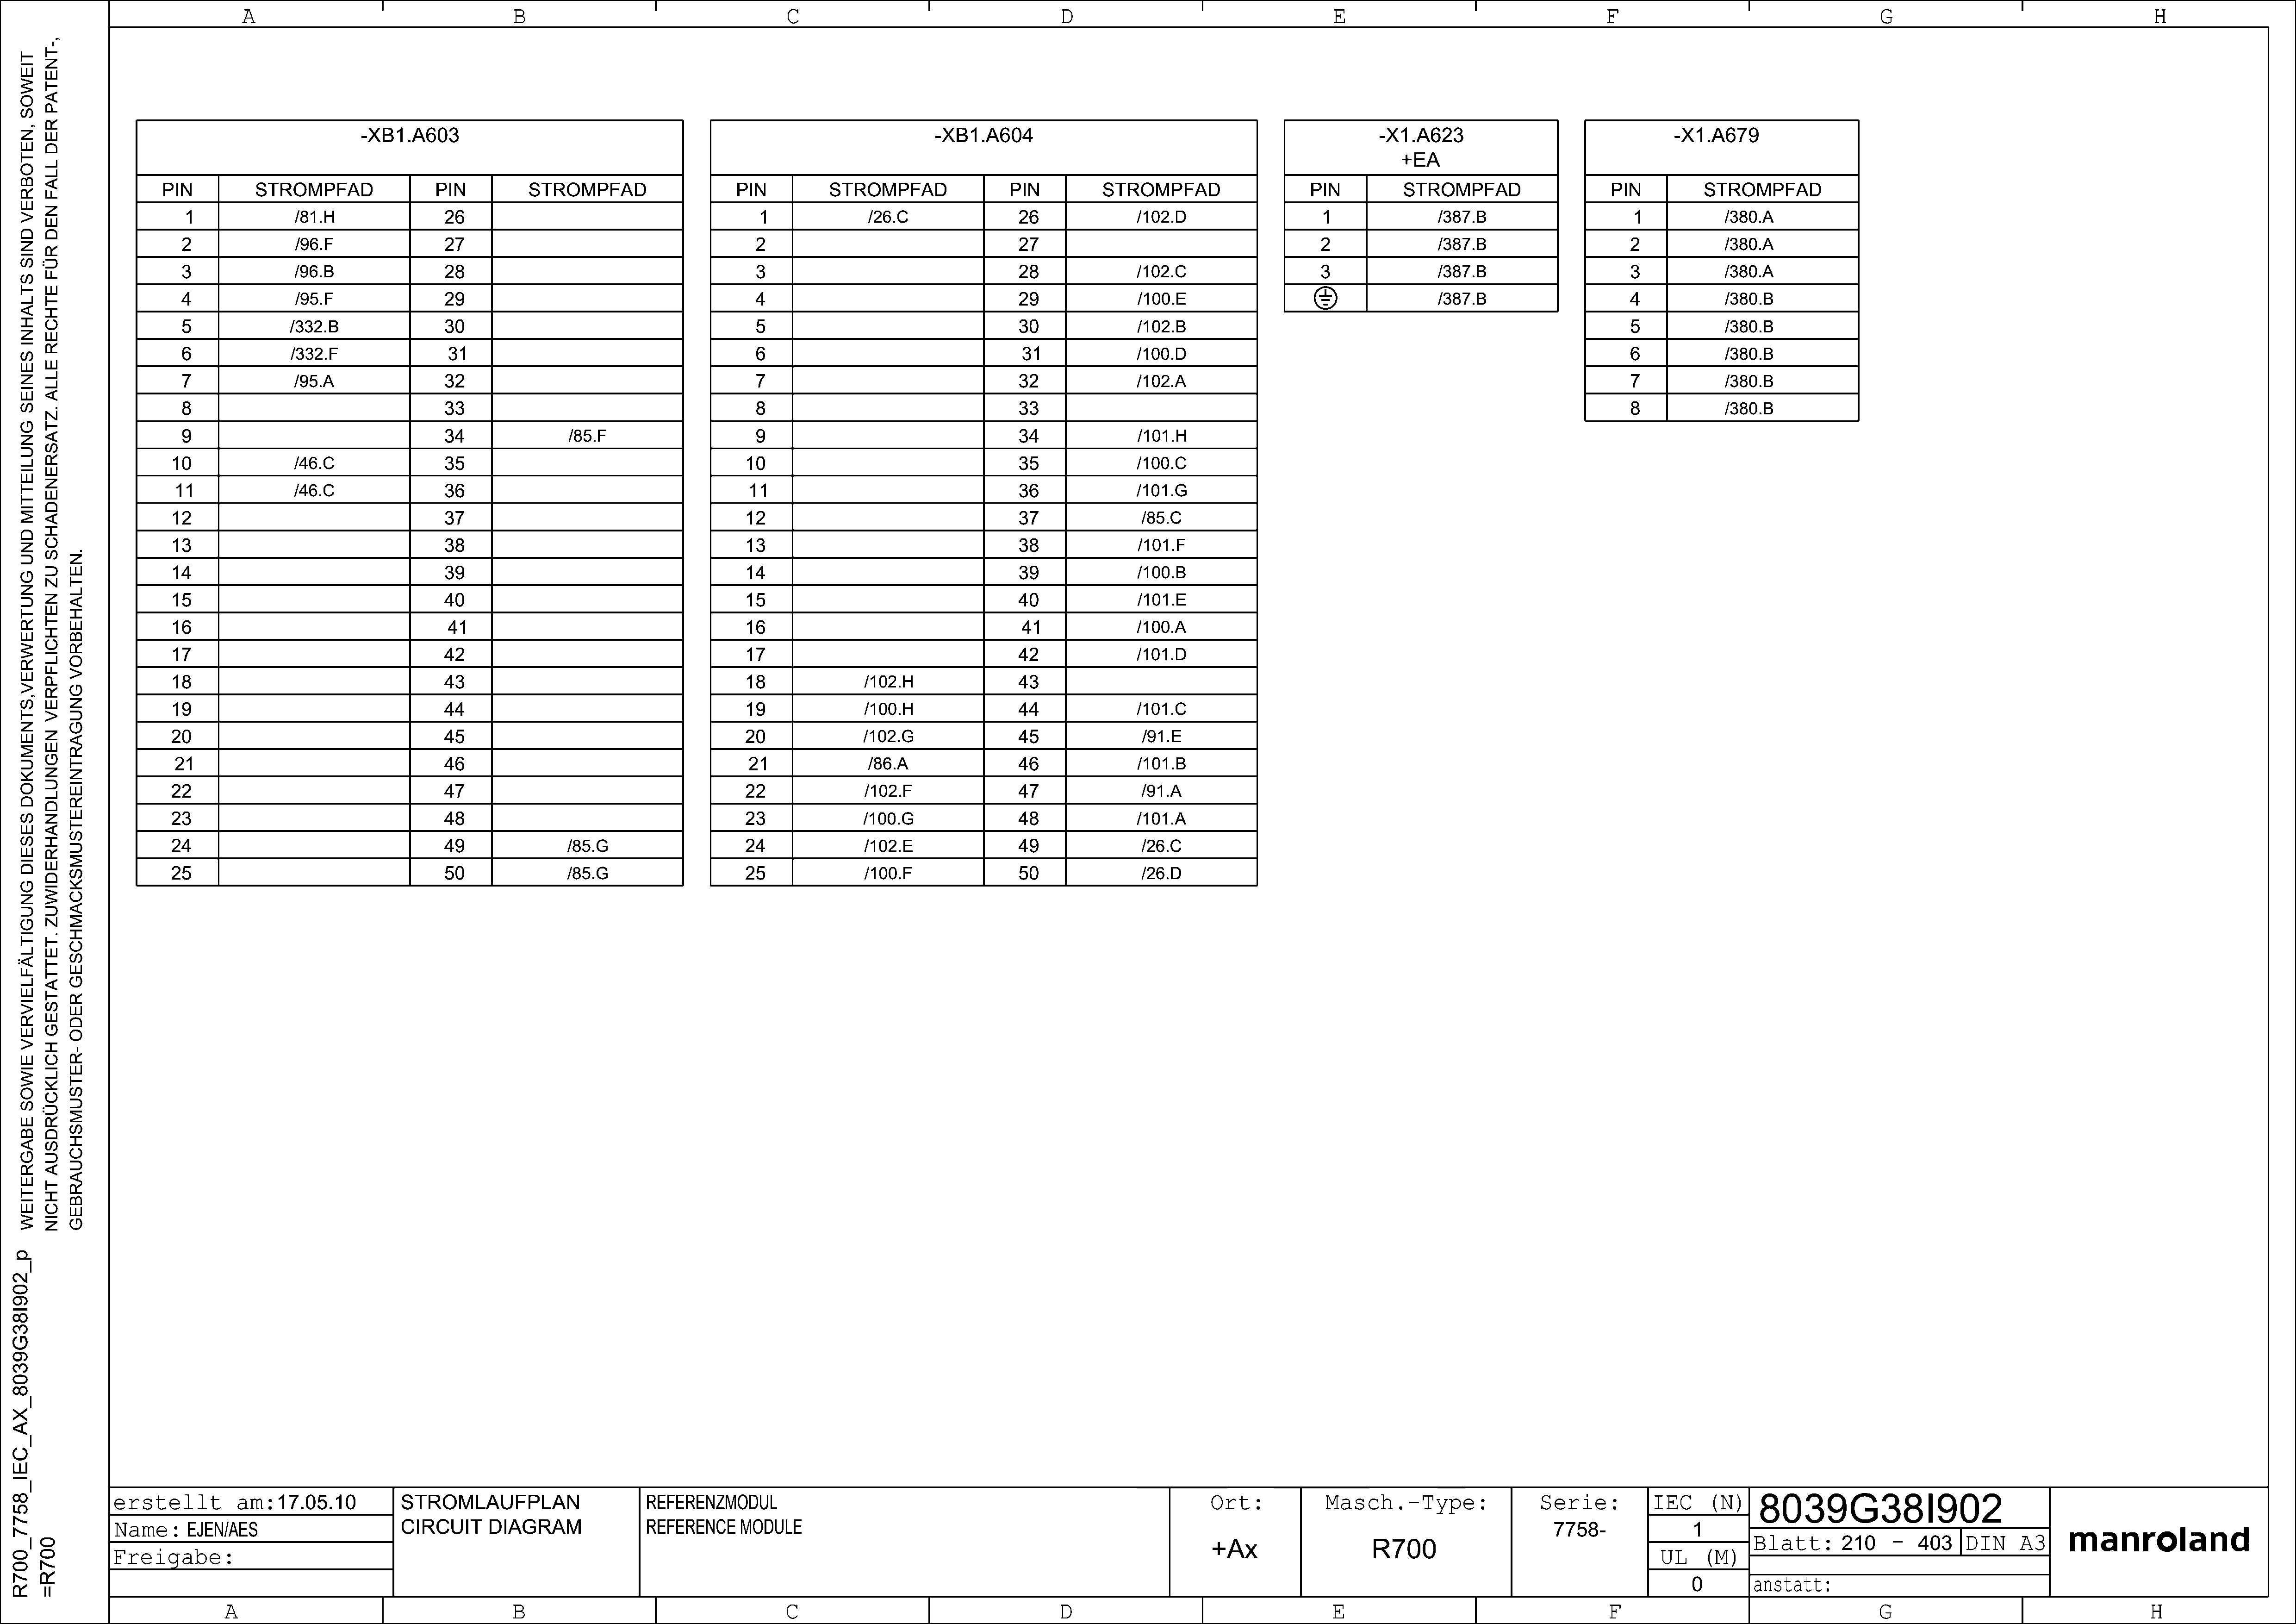 A B C D E F G H
-XB1.A603
PIN STROMPFAD PIN STROMPFAD
1 /81.H 26
2 /96.F 27
3 /96.B 28
4 /95.F 29
5 /332.B 30
6 /332.F 31
7 /95.A 32
8 33
9 34 /85.F
10 /46.C 35
11 /46.C 36
12 37
13 38
14 39
15 40
16 41
17 42
18 43
19 44
20 45
21 46
22 47
23 48
24 49 /85.G
25 50 /85.G
-XB1.A604
PIN STROMPFAD PIN STROMPFAD
1 /26.C 26 /102.D
2 27
3 28 /102.C
4 29 /100.E
5 30 /102.B
6 31 /100.D
7 32 /102.A
8 33
9 34 /101.H
10 35 /100.C
11 36 /101.G
12 37 /85.C
13 38 /101.F
14 39 /100.B
15 40 /101.E
16 41 /100.A
17 42 /101.D
18 /102.H 43
19 /100.H 44 /101.C
20 /102.G 45 /91.E
21 /86.A 46 /101.B
22 /102.F 47 /91.A
23 /100.G 48 /101.A
24 /102.E 49 /26.C
25 /100.F 50 /26.D
-X1.A623
+EA
PIN STROMPFAD
1 /387.B
2 /387.B
3 /387.B
/387.B
-X1.A679
PIN STROMPFAD
1 /380.A
2 /380.A
3 /380.A
4 /380.B
5 /380.B
6 /380.B
7 /380.B
8 /380.B
WEITERGABE SOWIE VERVIELFÄLTIGUNG DIESES DOKUMENTS,VERWERTUNG UND MITTEILUNG SEINES INHALTS SIND VERBOTEN, SOWEIT
NICHT AUSDRÜCKLICH GESTATTET. ZUWIDERHANDLUNGEN VERPFLICHTEN ZU SCHADENERSATZ. ALLE RECHTE FÜR DEN FALL DER PATENT-,
GEBRAUCHSMUSTER- ODER GESCHMACKSMUSTEREINTRAGUNG VORBEHALTEN.
R700_7758_IEC_AX_8039G38I902_p
=R700
erstellt am:17.05.10
Name: EJEN/AES
Freigabe:
STROMLAUFPLAN
CIRCUIT DIAGRAM
REFERENZMODUL
REFERENCE MODULE
Ort:
+Ax
Masch.-Type:
R700
Serie:
7758-
IEC (N)
1
UL (M)
0
8039G38I902
Blatt: 210 - 403 DIN A3
anstatt:
manroland
A B C D E F G H